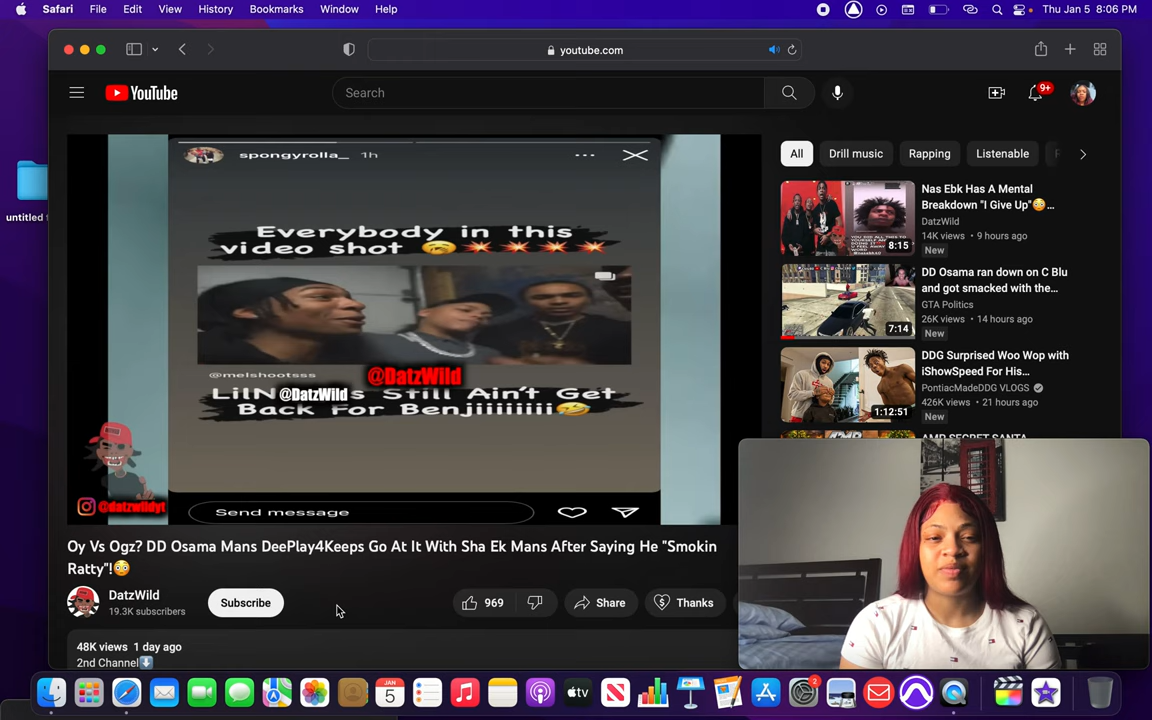 Safari File Edit View History Bookmarks Window Help
Thu Jan 5 8:06 PM
youtube.com
YouTube
Search
9+
spongyrolla_ 1h
Everybody in this
video shot
@melshootsss
@DatzWild
LilN @DatzWild s Still Ain't Get
Back For Benjiiiiiiii
@datzwildyt
Send message
All
Drill music
Rapping
Listenable
Nas Ebk Has A Mental
Breakdown "I Give Up"😳...
DatzWild
14K views • 9 hours ago
New
8:15
DD Osama ran down on C Blu
and got smacked with the...
GTA Politics
26K views • 14 hours ago
New
7:14
DDG Surprised Woo Wop with
iShowSpeed For His...
PontiacMadeDDG VLOGS
426K views • 21 hours ago
New
1:12:51
Oy Vs Ogz? DD Osama Mans DeePlay4Keeps Go At It With Sha Ek Mans After Saying He "Smokin
Ratty"!😳
DatzWild
19.3K subscribers
Subscribe
969
Share
Thanks
48K views 1 day ago
2nd Channel⬇️
untitled f
JAN
5
tv
2